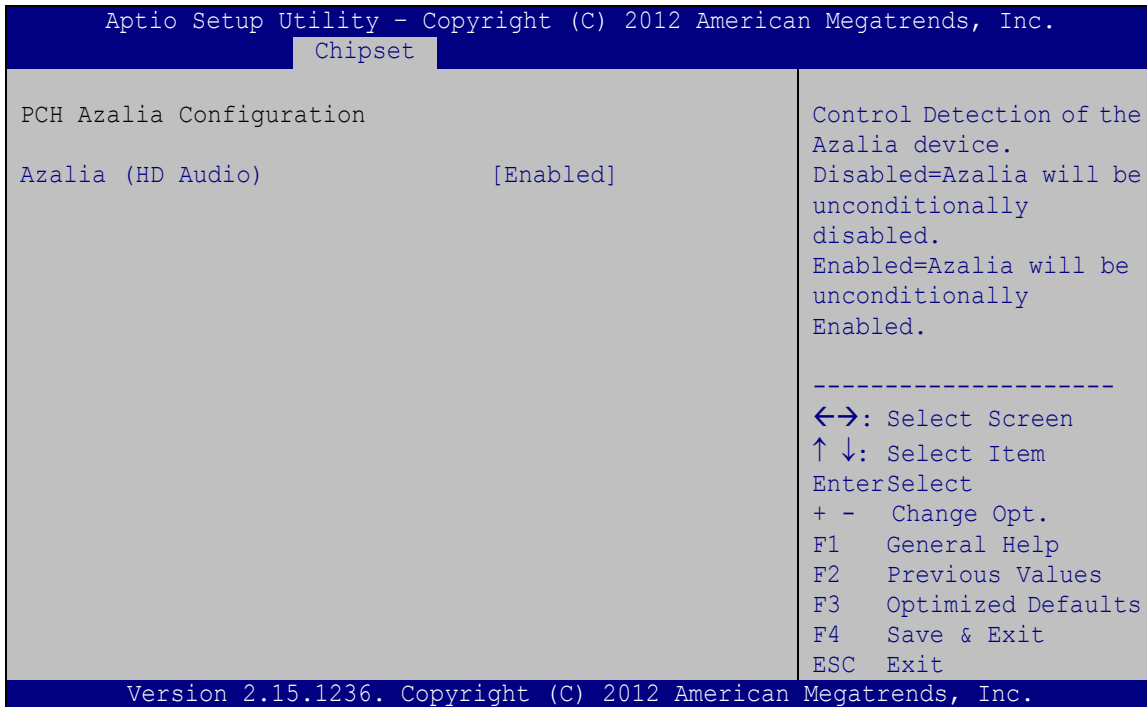 Aptio Setup Utility – Copyright (C) 2012 American Megatrends, Inc.
Chipset
PCH Azalia Configuration
Azalia (HD Audio) [Enabled]
Control Detection of the
Azalia device.
Disabled=Azalia will be
unconditionally
disabled.
Enabled=Azalia will be
unconditionally
Enabled.
---------------------
←→: Select Screen
↑ ↓: Select Item
EnterSelect
+ - Change Opt.
F1 General Help
F2 Previous Values
F3 Optimized Defaults
F4 Save & Exit
ESC Exit
Version 2.15.1236. Copyright (C) 2012 American Megatrends, Inc.